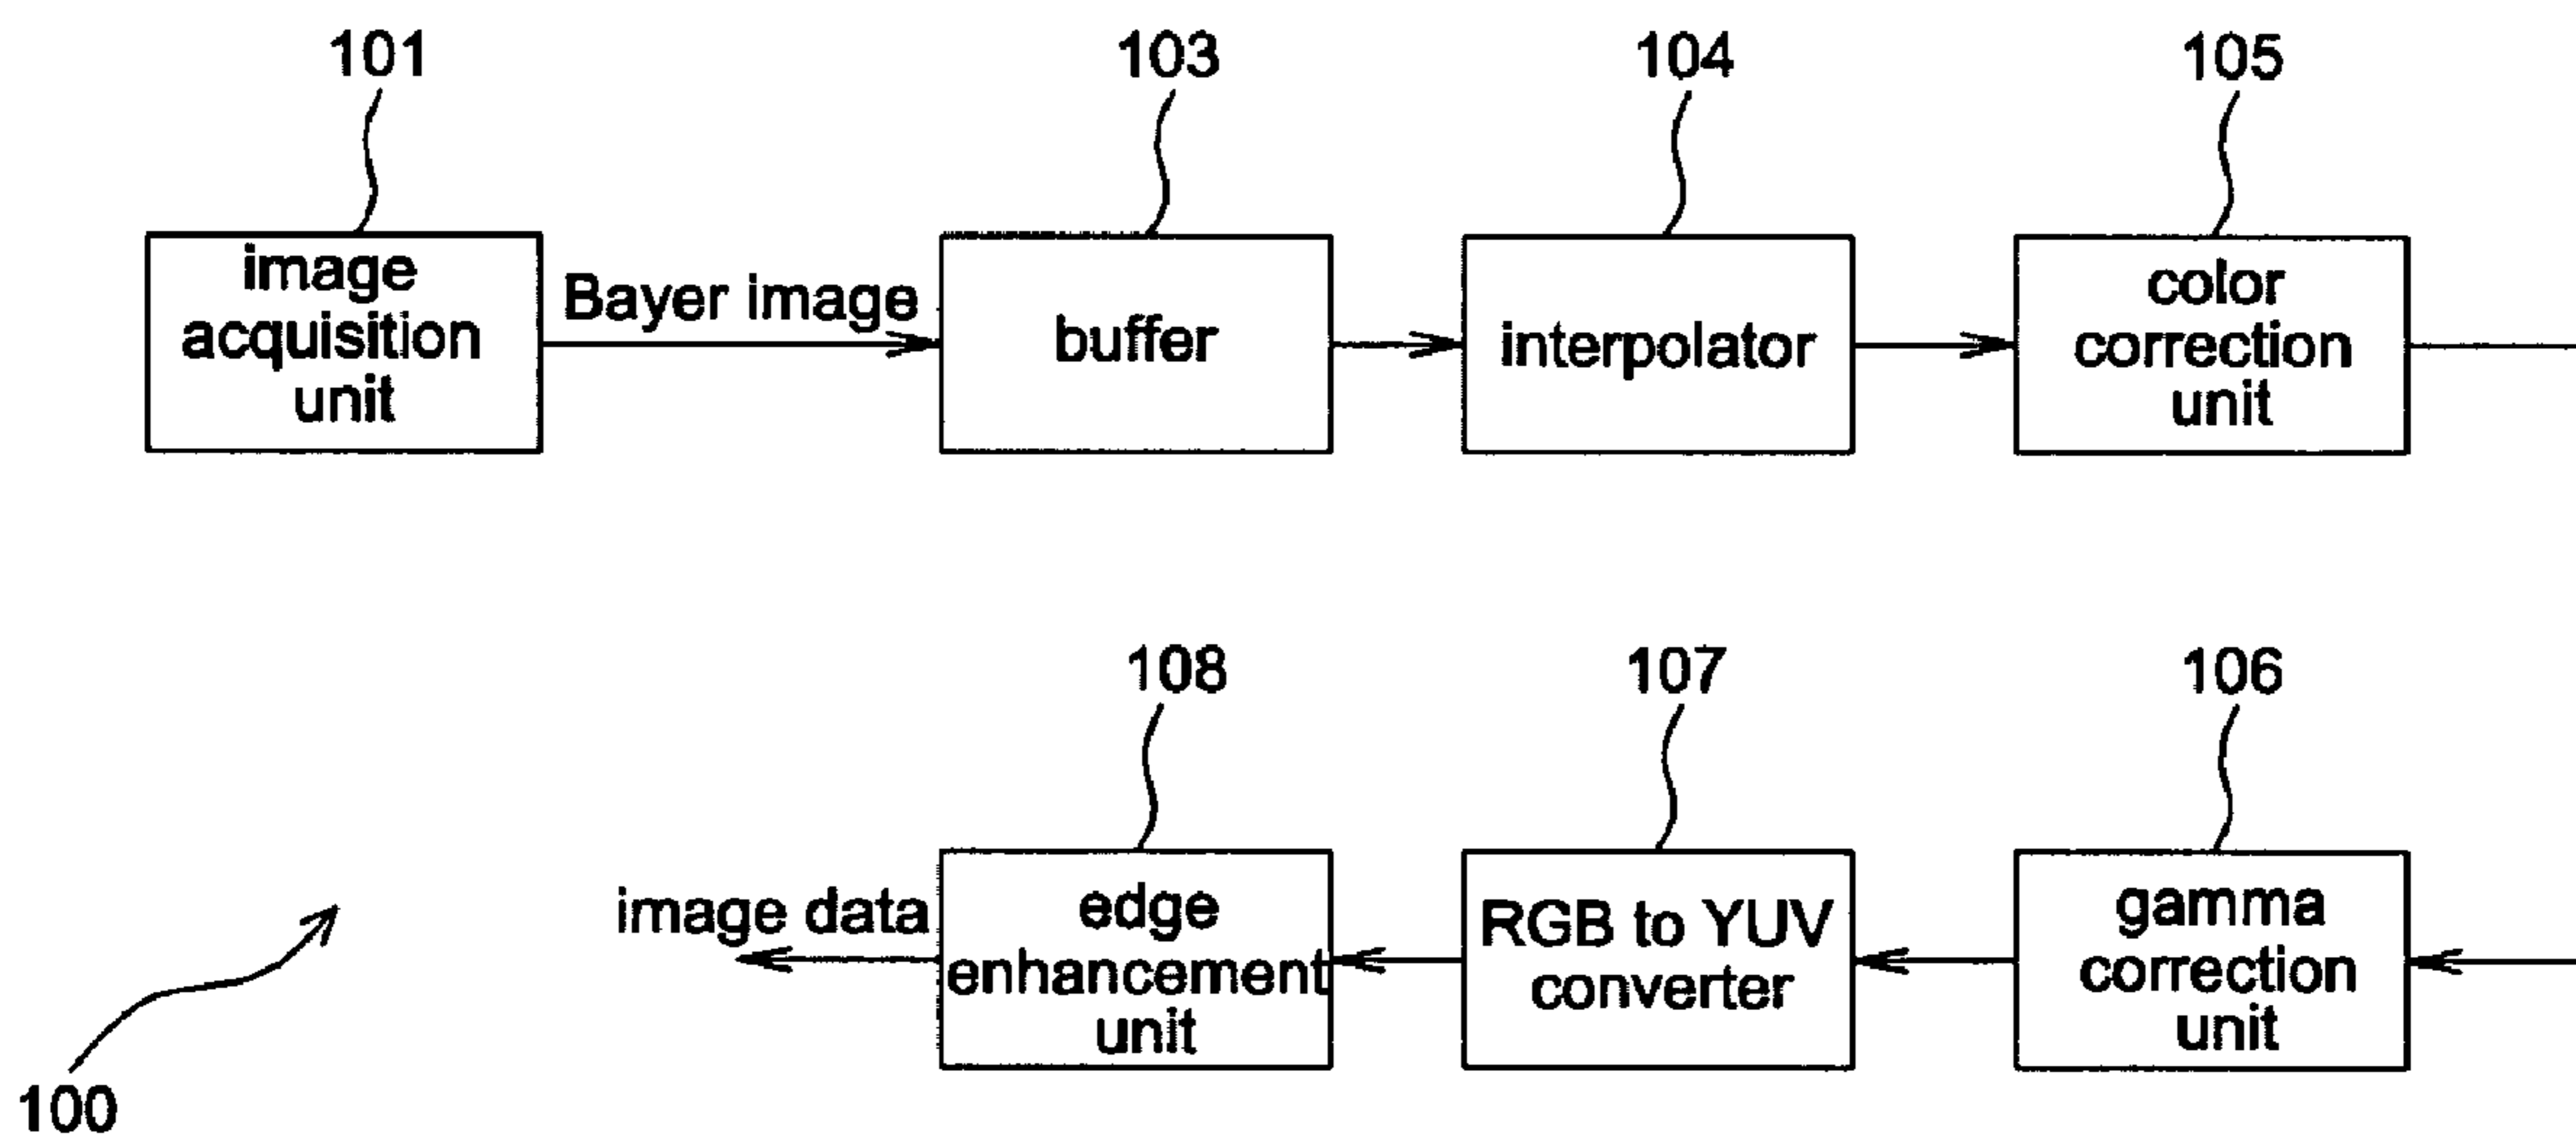 101
103
104
105
image
acquisition
unit
Bayer image
buffer
interpolator
color
correction
unit
108
107
106
image data
edge
enhancement
unit
RGB to YUV
converter
gamma
correction
unit
100